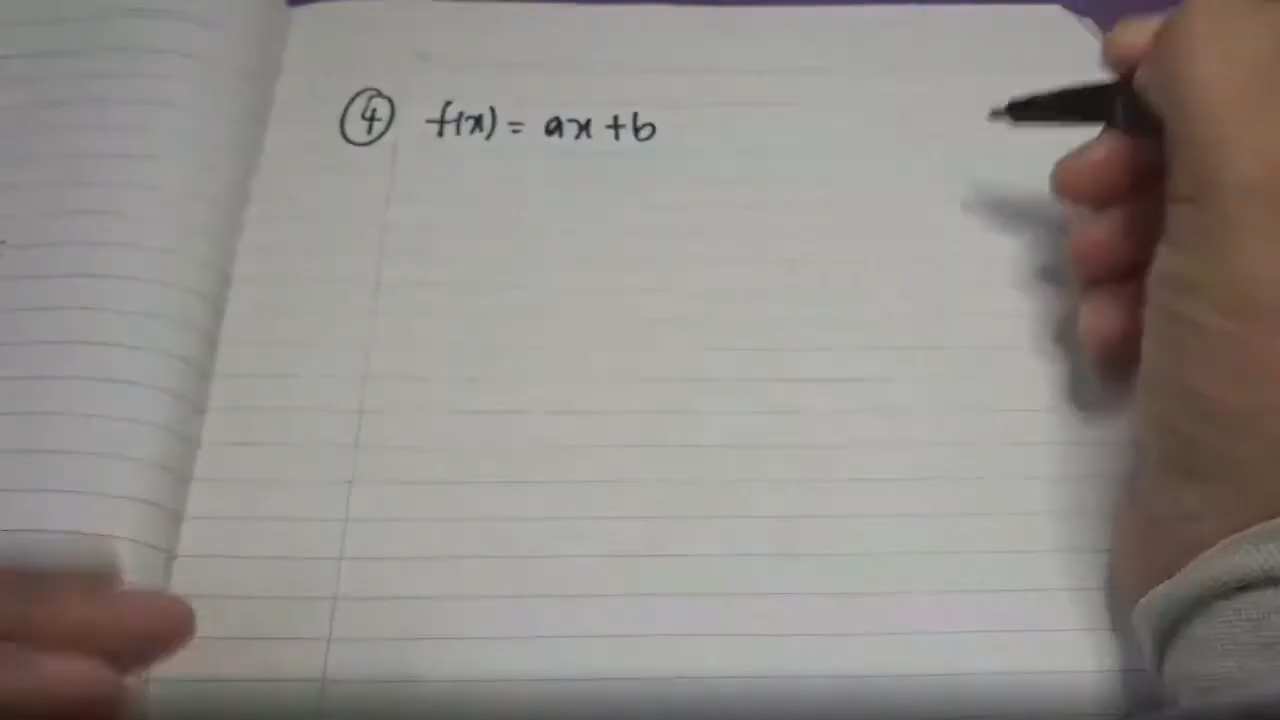 ④ f(x) = ax + b